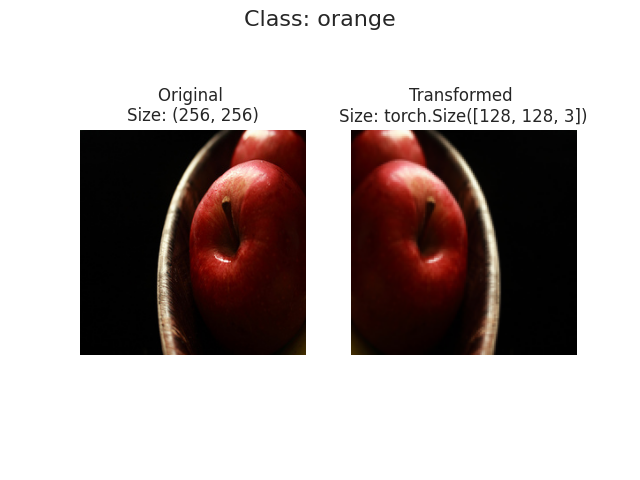 Class: orange
Original
Size: (256, 256)
Transformed
Size: torch.Size([128, 128, 3])